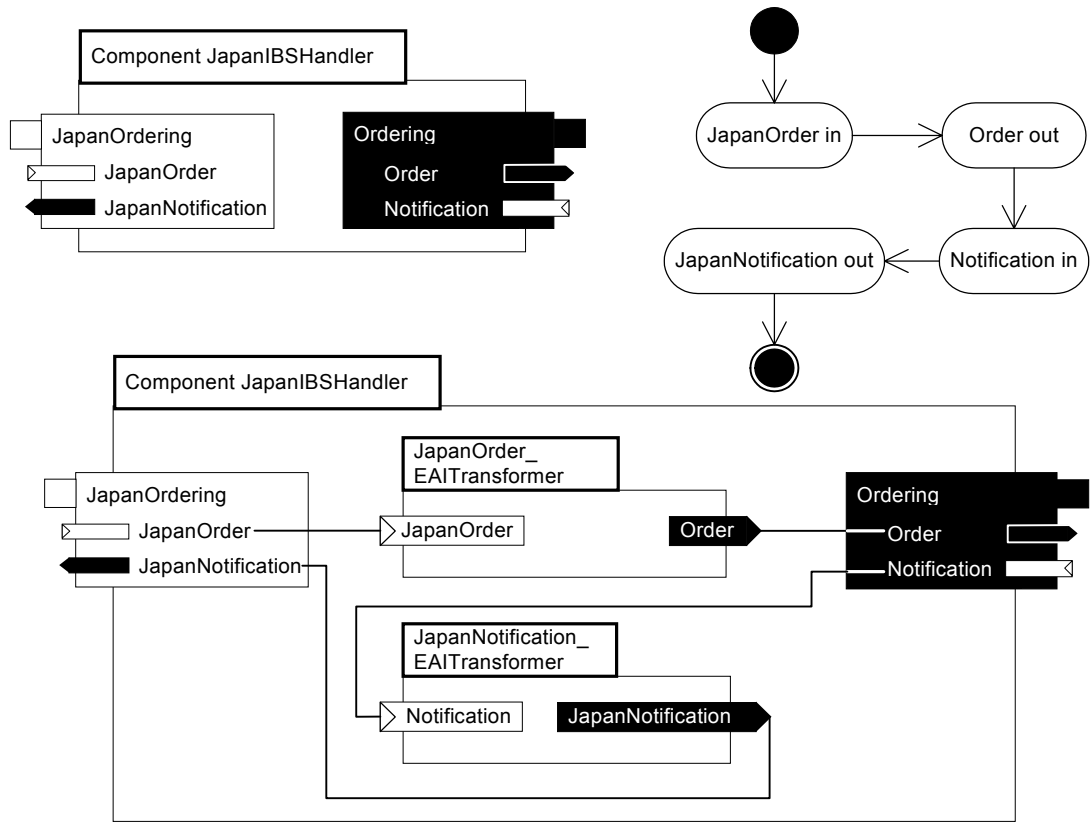 Component JapanIBSHandler
JapanOrdering
JapanOrder
JapanNotification
Ordering
Order
Notification
JapanOrder in
Order out
JapanNotification out
Notification in
Component JapanIBSHandler
JapanOrdering
JapanOrder
JapanNotification
JapanOrder_
EAITransformer
JapanOrder
Order
Ordering
Order
Notification
JapanNotification_
EAITransformer
Notification
JapanNotification